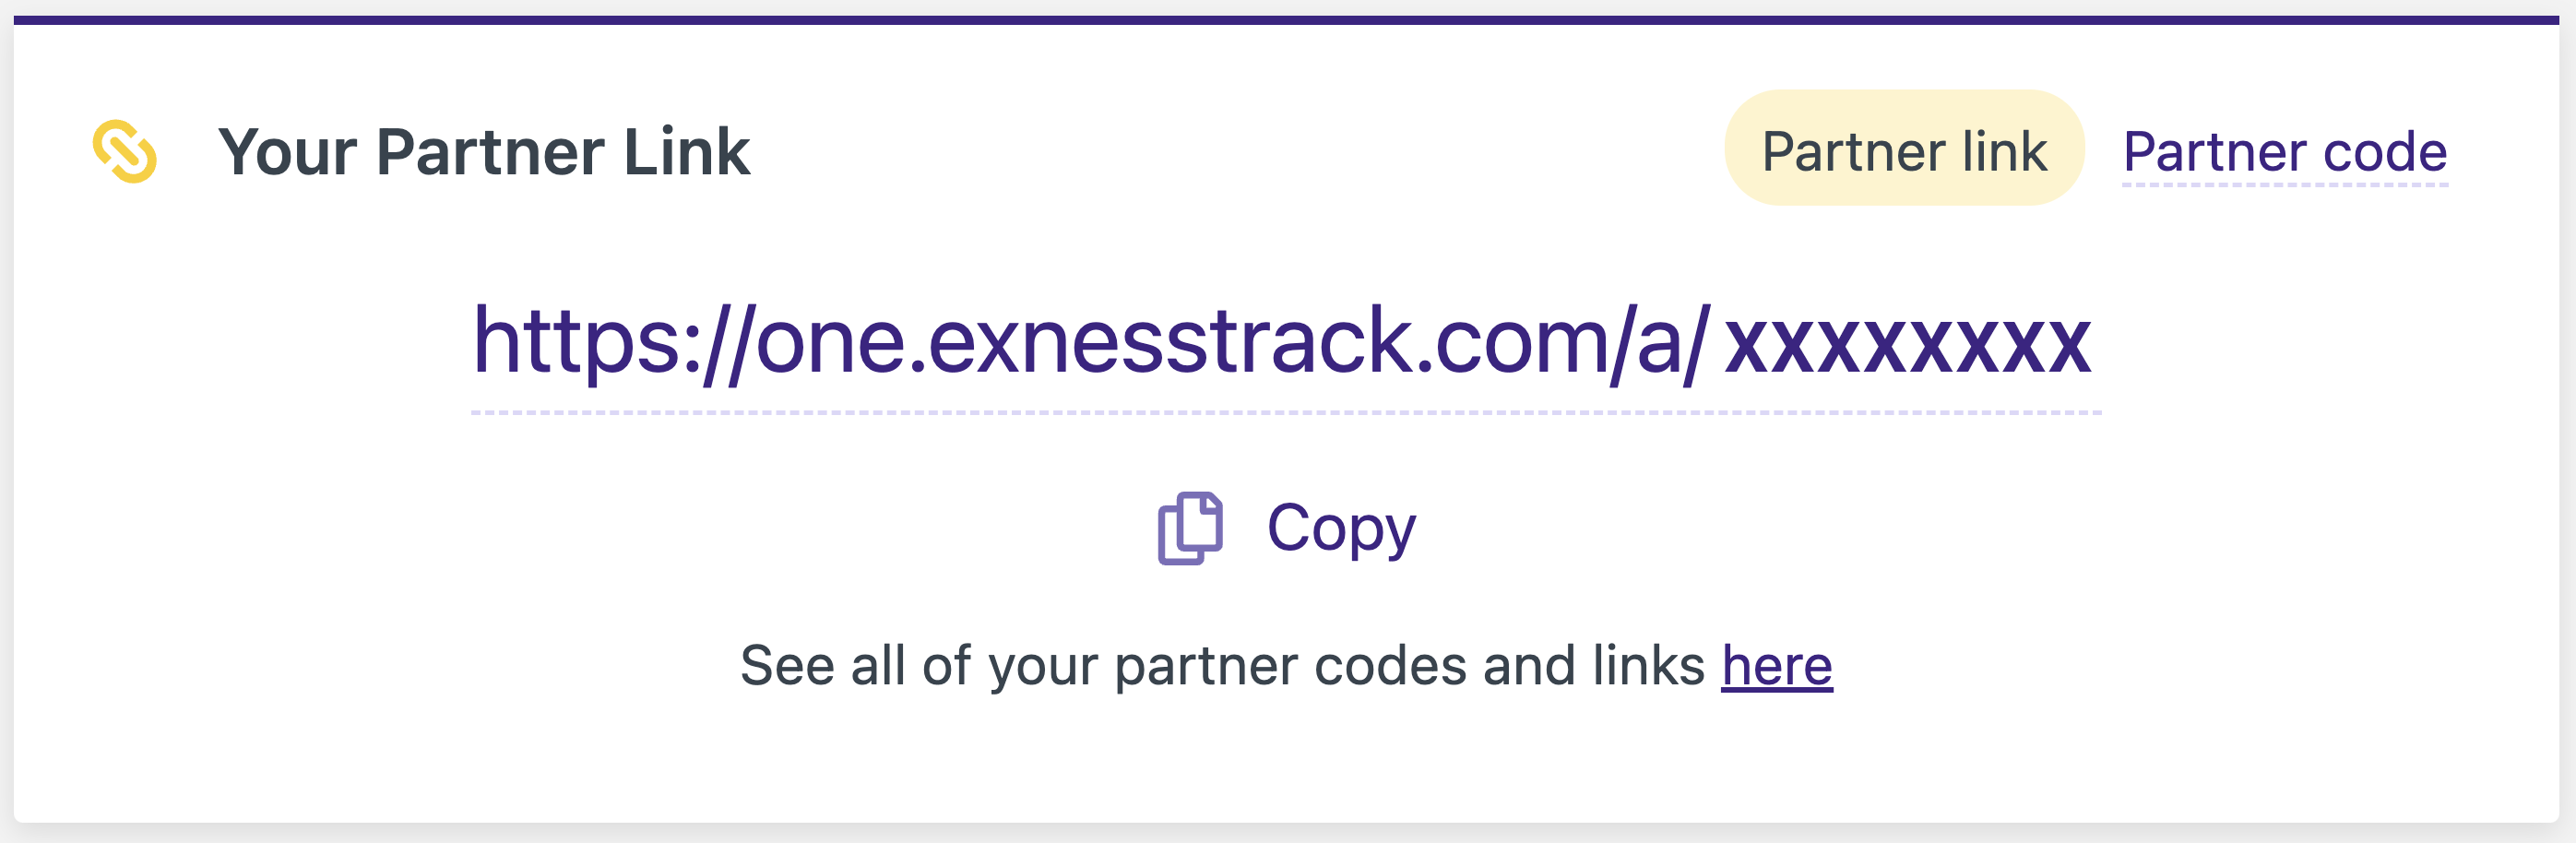 Your Partner Link
Partner link
Partner code
https://one.exnesstrack.com/a/xxxxxxxx
Copy
See all of your partner codes and links here